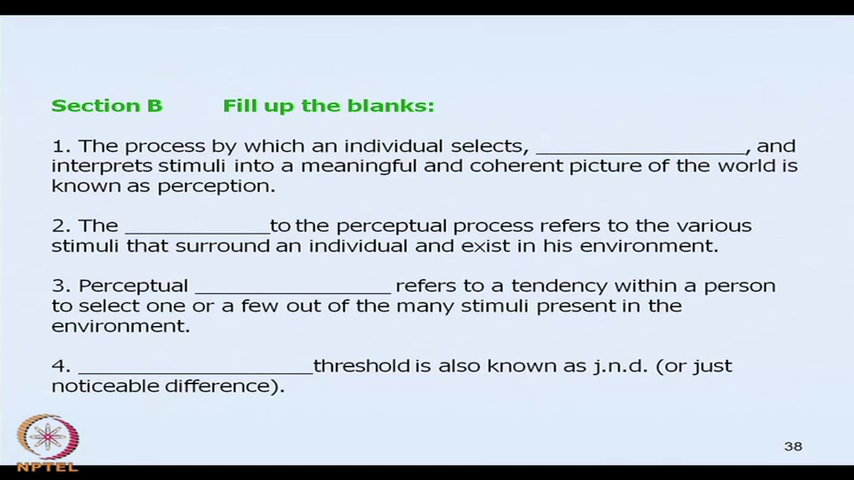 Section B Fill up the blanks:
1. The process by which an individual selects, ____________________, and
interprets stimuli into a meaningful and coherent picture of the world is
known as perception.
2. The ______________to the perceptual process refers to the various
stimuli that surround an individual and exist in his environment.
3. Perceptual ___________________ refers to a tendency within a person
to select one or a few out of the many stimuli present in the
environment.
4. _______________________threshold is also known as j.n.d. (or just
noticeable difference).
NPTEL
38